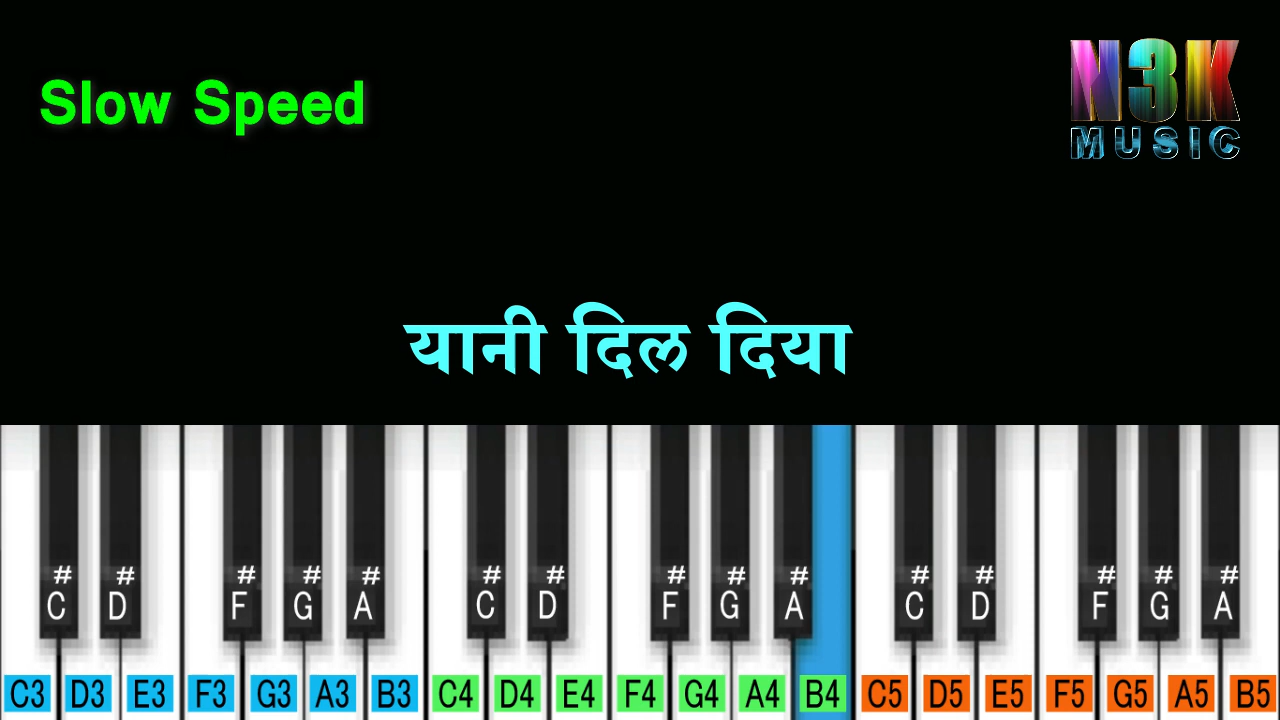 Slow Speed
N3K
MUSIC
यानी दिल दिया
# # # # # # # # # # # # # # #
C D F G A C D F G A C D F G A
C3 D3 E3 F3 G3 A3 B3 C4 D4 E4 F4 G4 A4 B4 C5 D5 E5 F5 G5 A5 B5